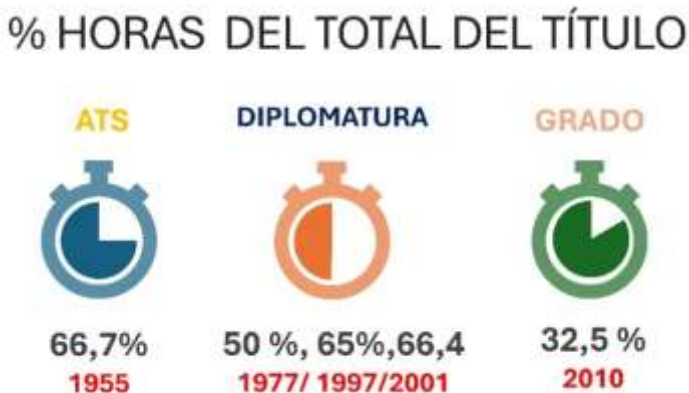 % HORAS DEL TOTAL DEL TÍTULO
ATS
DIPLOMATURA
GRADO
66,7%
50 %, 65%,66,4
32,5 %
1955
1977/ 1997/2001
2010